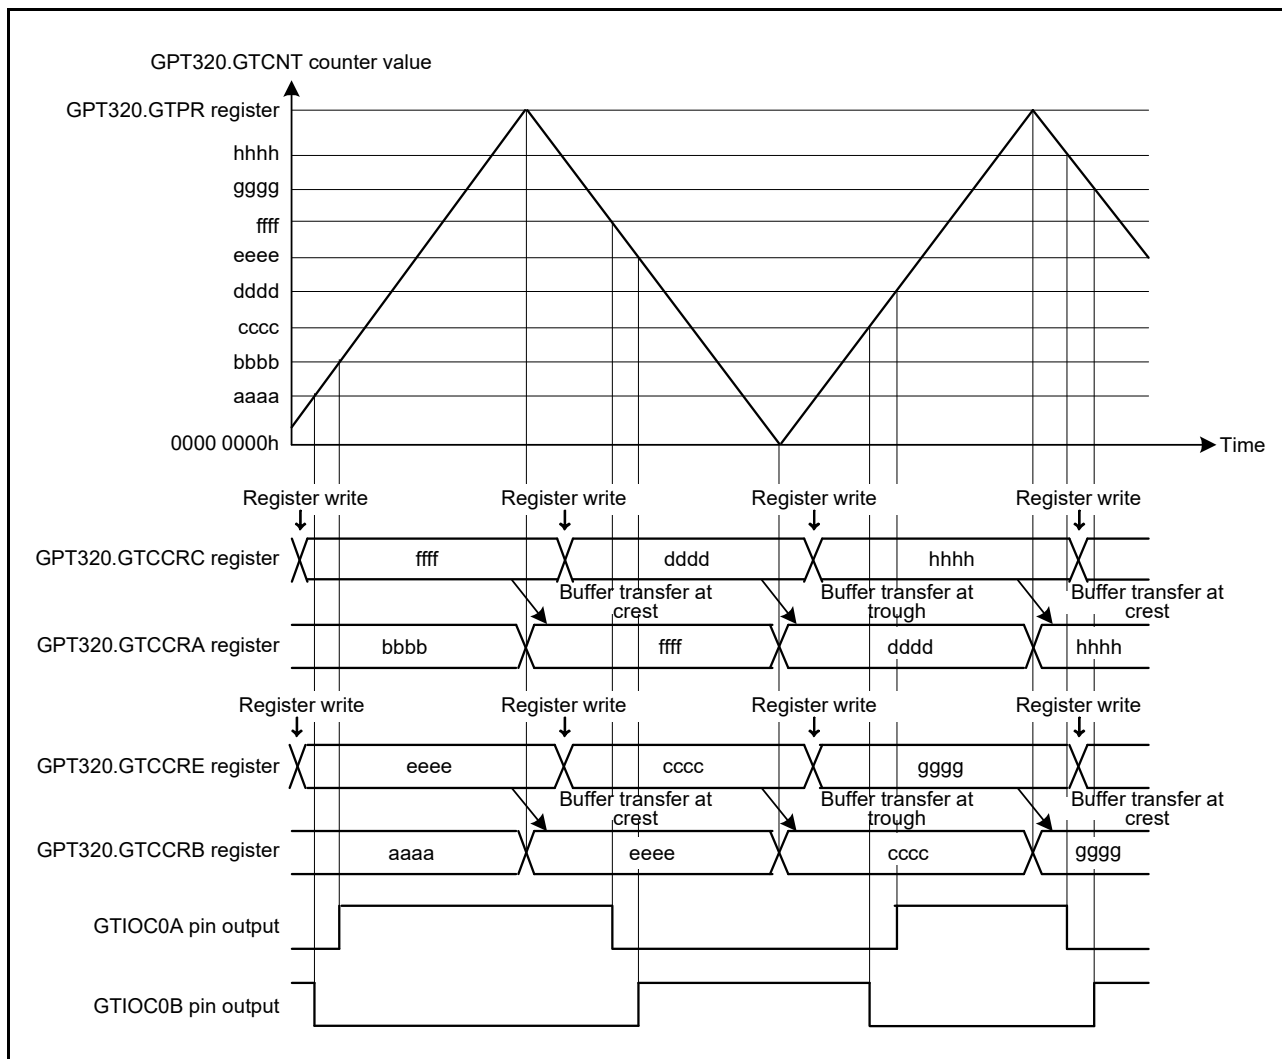 GPT320.GTCNT counter value
GPT320.GTPR register
hhhh
gggg
ffff
eeee
dddd
cccc
bbbb
aaaa
0000 0000h
Time
Register write Register write Register write Register write
GPT320.GTCCRC register ffff dddd hhhh
Buffer transfer at crest Buffer transfer at trough Buffer transfer at crest
GPT320.GTCCRA register bbbb ffff dddd hhhh
Register write Register write Register write Register write
GPT320.GTCCRE register eeee cccc gggg
Buffer transfer at crest Buffer transfer at trough Buffer transfer at crest
GPT320.GTCCRB register aaaa eeee cccc gggg
GTIOC0A pin output
GTIOC0B pin output